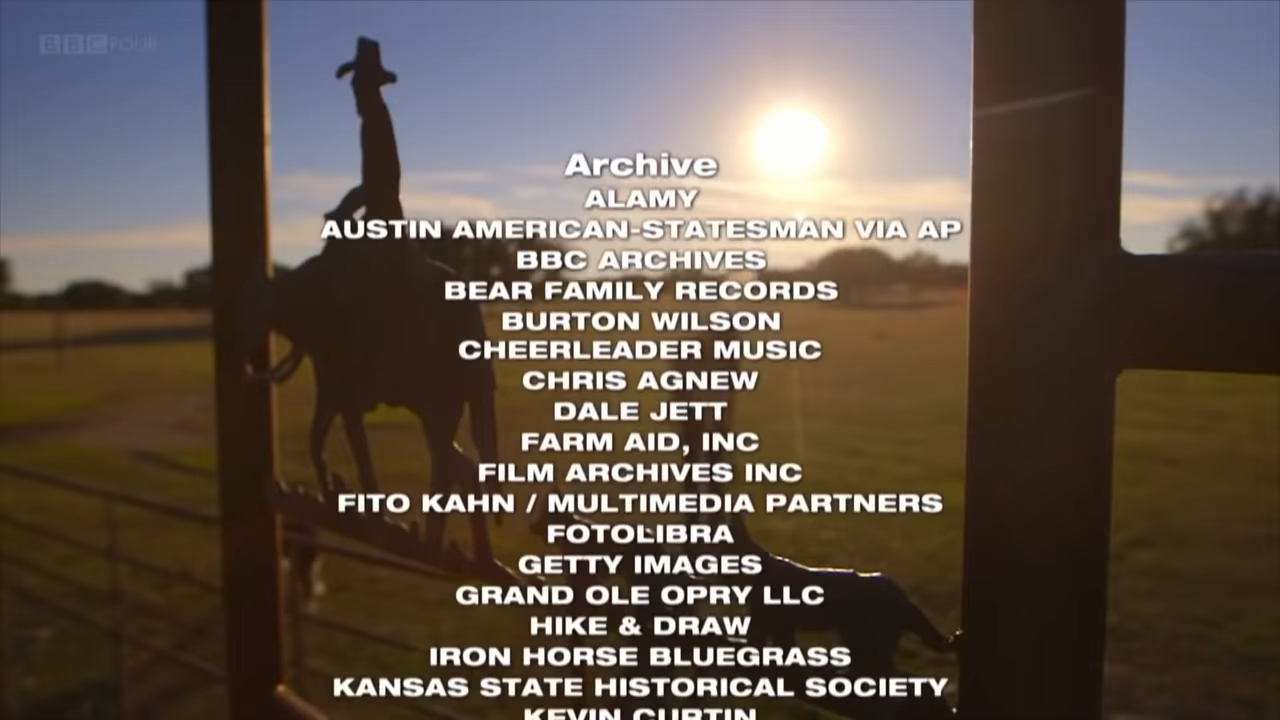 BBC FOUR
Archive
ALAMY
AUSTIN AMERICAN-STATESMAN VIA AP
BBC ARCHIVES
BEAR FAMILY RECORDS
BURTON WILSON
CHEERLEADER MUSIC
CHRIS AGNEW
DALE JETT
FARM AID, INC
FILM ARCHIVES INC
FITO KAHN / MULTIMEDIA PARTNERS
FOTOLIBRA
GETTY IMAGES
GRAND OLE OPRY LLC
HIKE & DRAW
IRON HORSE BLUEGRASS
KANSAS STATE HISTORICAL SOCIETY
KEVIN CURTIN